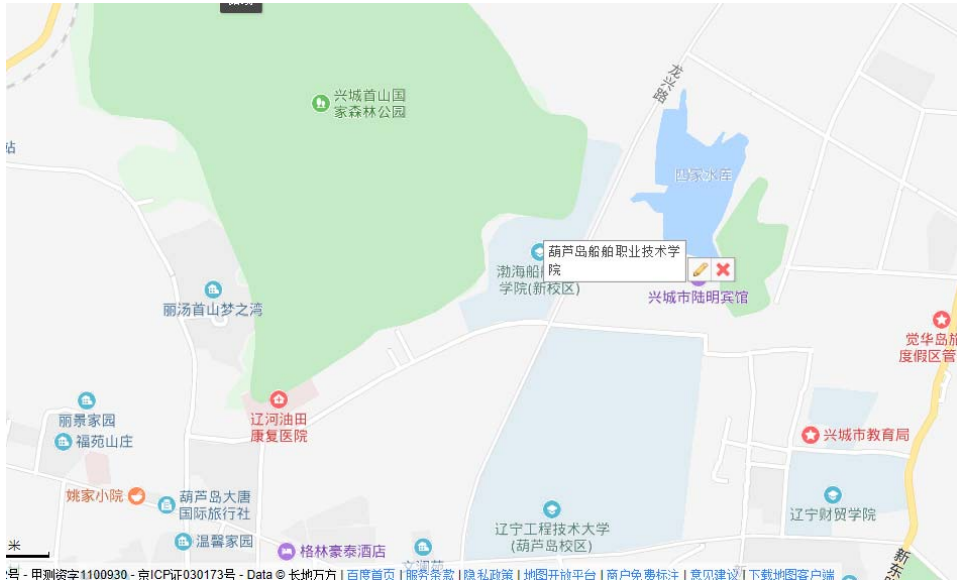 兴城首山国
家森林公园
龙兴路
站
四家水库
葫芦岛船舶职业技术学
院
渤海船
学院(新校区)
兴城市陆明宾馆
丽汤首山梦之湾
觉华岛旅
度假区管
辽河油田
康复医院
丽景家园
福苑山庄
兴城市教育局
姚家小院
葫芦岛大唐
国际旅行社
辽宁财贸学院
辽宁工程技术大学
(葫芦岛校区)
温馨家园
格林豪泰酒店
米
新东
号 - 甲测资字1100930 - 京ICP证030173号 - Data © 长地万方 | 百度首页 | 服务条款 | 隐私政策 | 地图开放平台 | 商户免费标注 | 意见建议 | 下载地图客户端